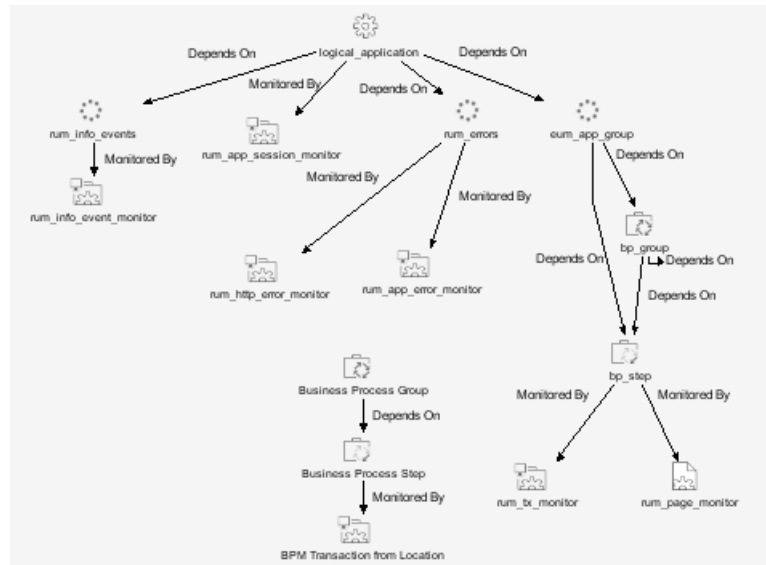 logical_application
Depends On
Depends On
Monitored By
Depends On
rum_info_events
rum_app_session_monitor
rum_errors
eum_app_group
Monitored By
Depends On
Monitored By
Monitored By
rum_info_event_monitor
bp_group
Depends On
Depends On
rum_http_error_monitor
rum_app_error_monitor
Depends On
bp_step
Business Process Group
Monitored By
Monitored By
Depends On
Business Process Step
Monitored By
rum_tx_monitor
rum_page_monitor
BPM Transaction from Location